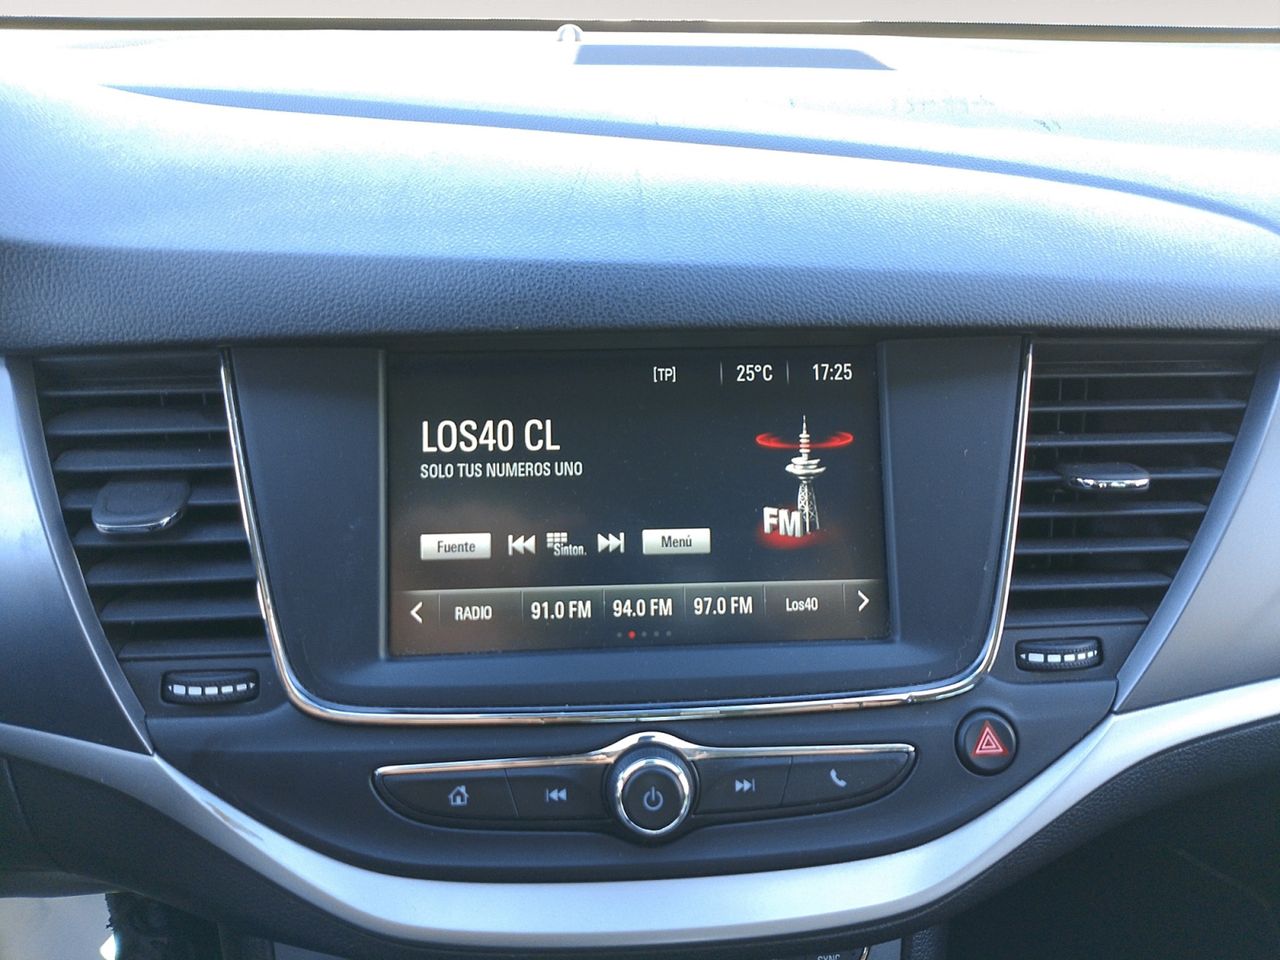 [TP] 25°C 17:25
LOS40 CL
SOLO TUS NUMEROS UNO
FM
Fuente Sinton. Menú
RADIO 91.0 FM 94.0 FM 97.0 FM Los40
SYNC